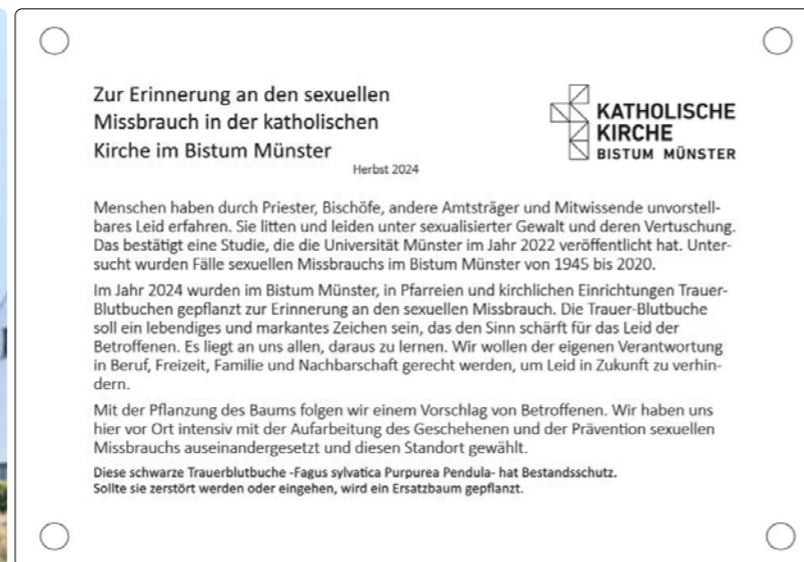 Zur Erinnerung an den sexuellen
Missbrauch in der katholischen
Kirche im Bistum Münster
Herbst 2024
KATHOLISCHE
KIRCHE
BISTUM MÜNSTER
Menschen haben durch Priester, Bischöfe, andere Amtsträger und Mitwissende unvorstell-
bares Leid erfahren. Sie litten und leiden unter sexualisierter Gewalt und deren Vertuschung.
Das bestätigt eine Studie, die die Universität Münster im Jahr 2022 veröffentlicht hat. Unter-
sucht wurden Fälle sexuellen Missbrauchs im Bistum Münster von 1945 bis 2020.
Im Jahr 2024 wurden im Bistum Münster, in Pfarreien und kirchlichen Einrichtungen Trauer-
Blutbuchen gepflanzt zur Erinnerung an den sexuellen Missbrauch. Die Trauer-Blutbuche
soll ein lebendiges und markantes Zeichen sein, das den Sinn schärft für das Leid der
Betroffenen. Es liegt an uns allen, daraus zu lernen. Wir wollen der eigenen Verantwortung
in Beruf, Freizeit, Familie und Nachbarschaft gerecht werden, um Leid in Zukunft zu verhin-
dern.
Mit der Pflanzung des Baums folgen wir einem Vorschlag von Betroffenen. Wir haben uns
hier vor Ort intensiv mit der Aufarbeitung des Geschehenen und der Prävention sexuellen
Missbrauchs auseinandergesetzt und diesen Standort gewählt.
Diese schwarze Trauerblutbuche -Fagus sylvatica Purpurea Pendula- hat Bestandsschutz.
Sollte sie zerstört werden oder eingehen, wird ein Ersatzbaum gepflanzt.